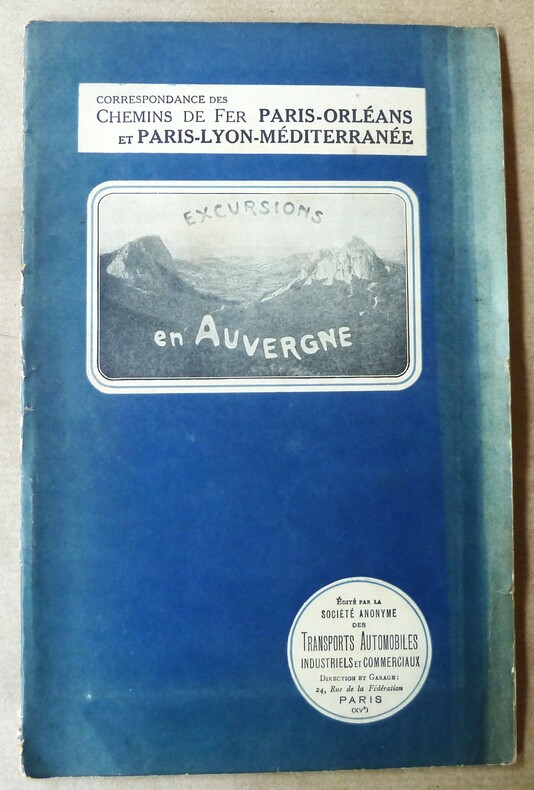 CORRESPONDANCE DES
CHEMINS DE FER PARIS-ORLÉANS
ET PARIS-LYON-MÉDITERRANÉE
EXCURSIONS
en AUVERGNE
ÉDITÉ PAR LA
SOCIÉTÉ ANONYME
DES
TRANSPORTS AUTOMOBILES
INDUSTRIELS ET COMMERCIAUX
DIRECTION ET GARAGE:
24, Rue de la Fédération
PARIS
(XVe)